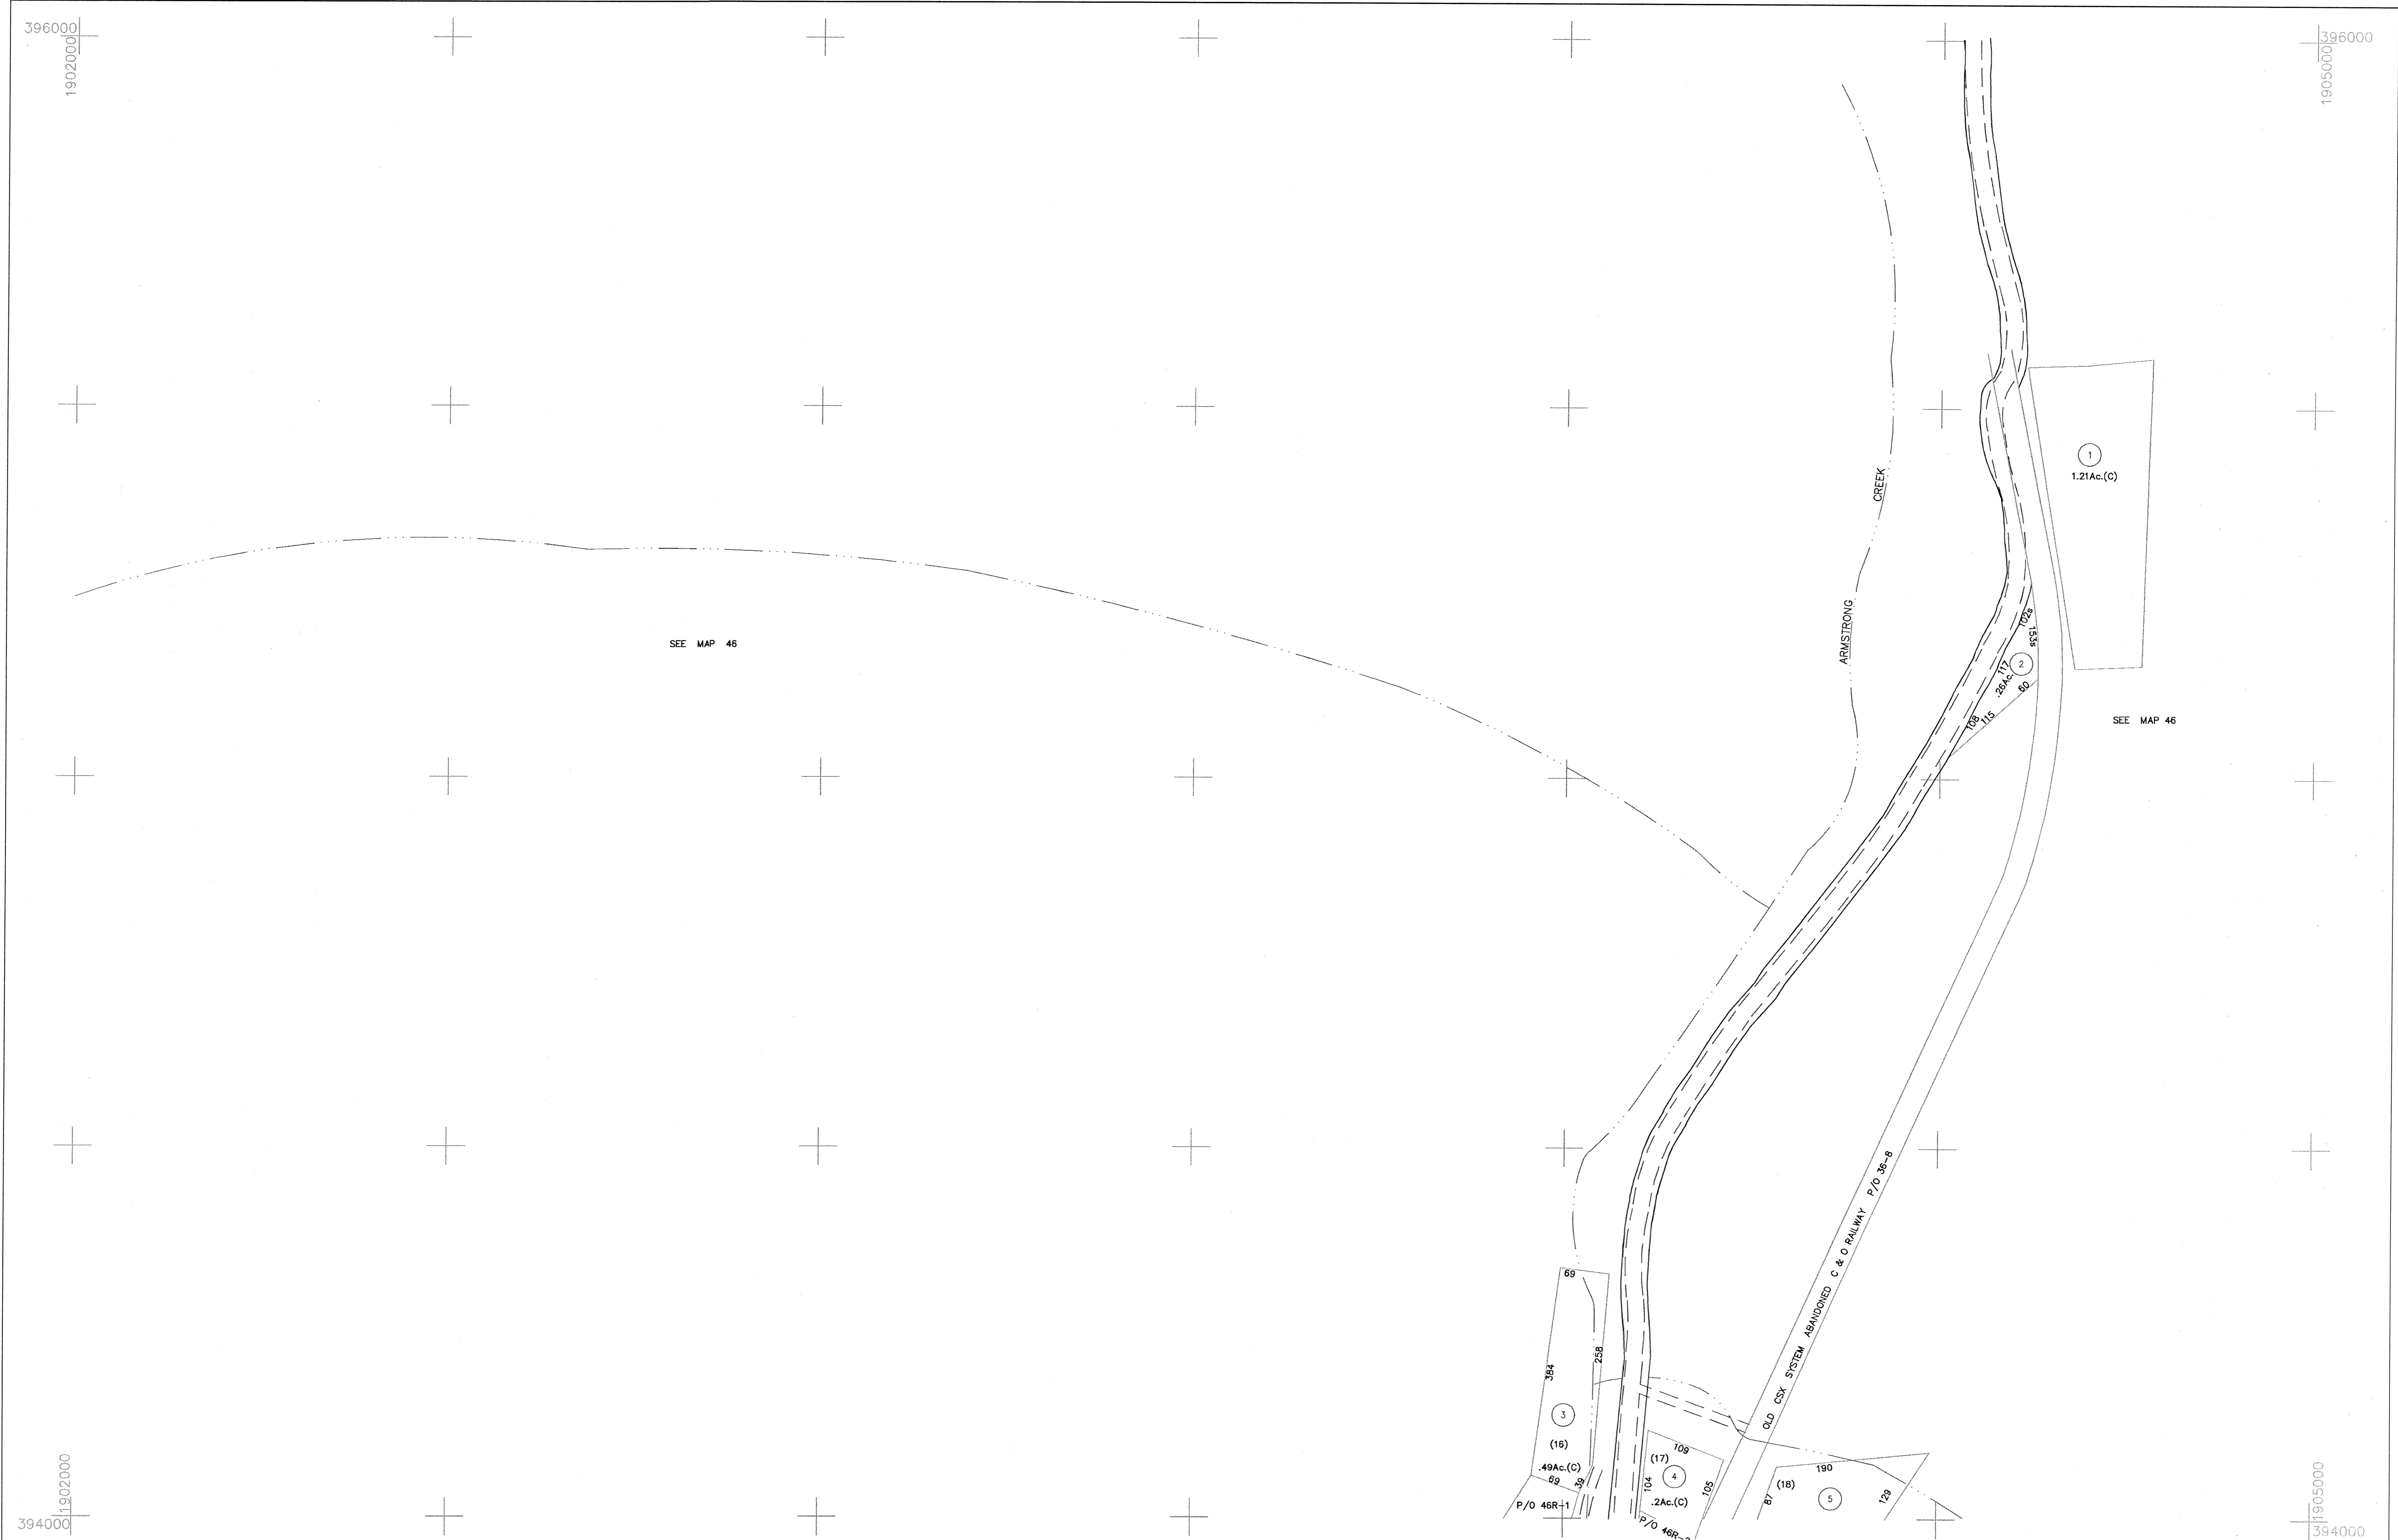 396000
1902000
396000
1905000
CREEK
1
1.21Ac.(C)
ARMSTRONG
102s
153s
SEE MAP 46
117
2
.26Ac.
60
108
115
SEE MAP 46
P/O 36-8
OLD CSX SYSTEM ABANDONED C & O RAILWAY
69
258
384
3
(16)
.49Ac.(C)
69
39
P/O 46R-1
109
(17)
4
104
105
.2Ac.(C)
P/O 46R-
190
(18)
87
5
129
1902000
394000
1905000
394000